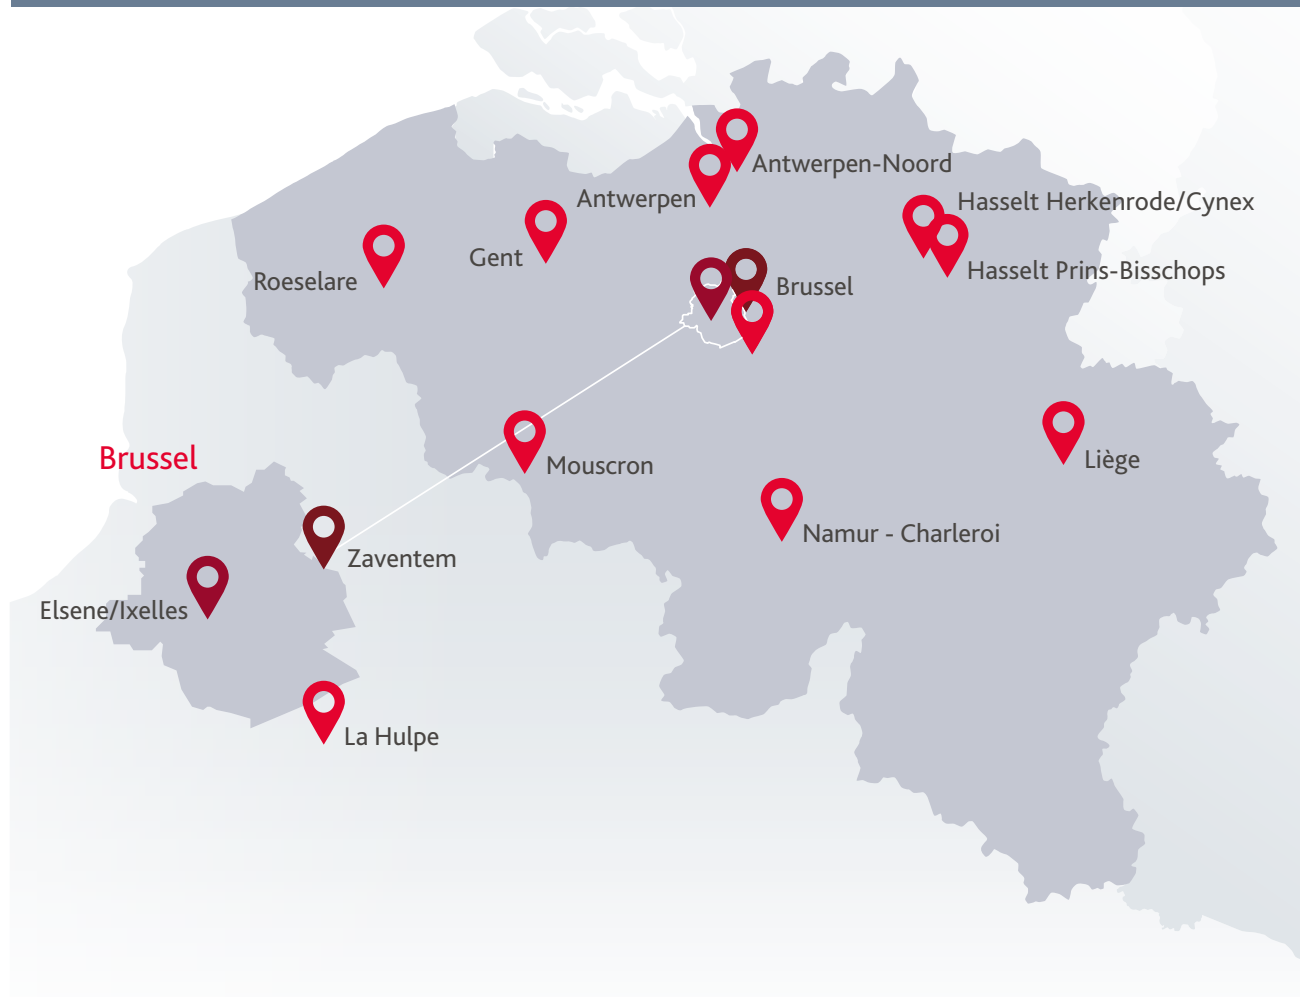 Antwerpen-Noord
Antwerpen
Hasselt Herkenrode/Cynex
Gent
Hasselt Prins-Bisschops
Roeselare
Brussel
Brussel
Mouscron
Liège
Namur - Charleroi
Zaventem
Elsene/Ixelles
La Hulpe